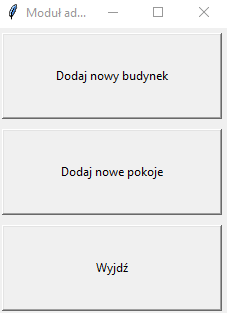 Moduł ad...
Dodaj nowy budynek
Dodaj nowe pokoje
Wyjdź